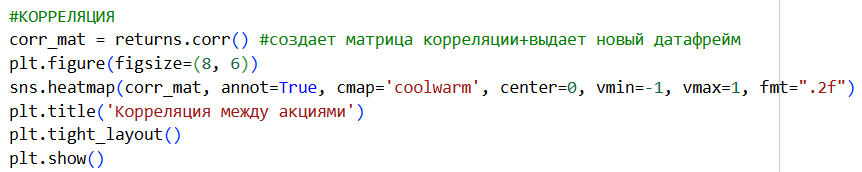 #КОРРЕЛЯЦИЯ
corr_mat = returns.corr() #создает матрица корреляции+выдает новый датафрейм
plt.figure(figsize=(8, 6))
sns.heatmap(corr_mat, annot=True, cmap='coolwarm', center=0, vmin=-1, vmax=1, fmt=".2f")
plt.title('Корреляция между акциями')
plt.tight_layout()
plt.show()